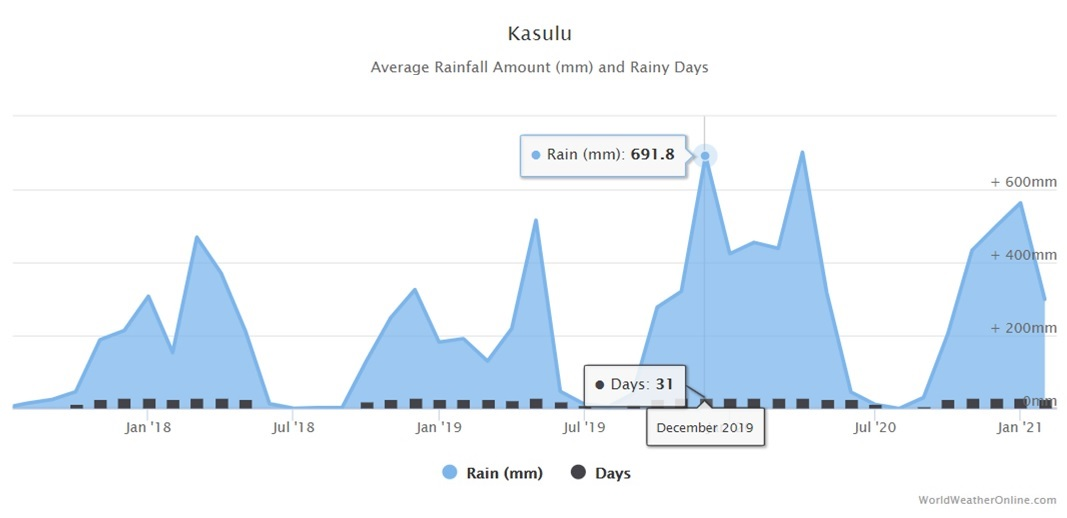 Kasulu
Average Rainfall Amount (mm) and Rainy Days
Rain (mm): 691.8
+ 600mm
+ 400mm
+ 200mm
Days: 31
0mm
Jan '18
Jul '18
Jan '19
Jul '19
December 2019
Jul '20
Jan '21
Rain (mm)
Days
WorldWeatherOnline.com